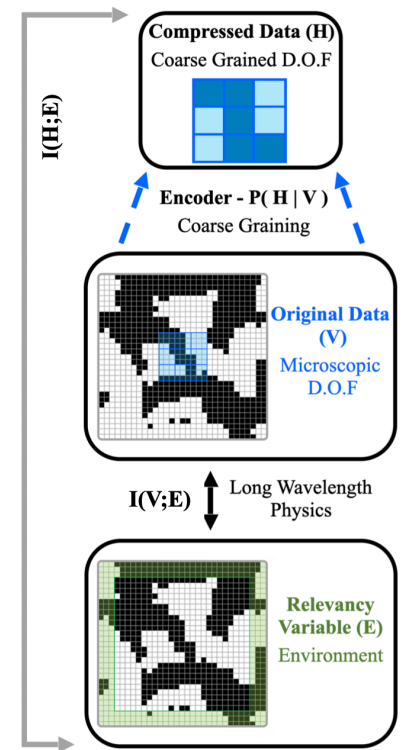 Compressed Data (H)
Coarse Grained D.O.F
I(H;E)
Encoder - P( H | V )
Coarse Graining
Original Data
(V)
Microscopic
D.O.F
I(V;E)
Long Wavelength
Physics
Relevancy
Variable (E)
Environment